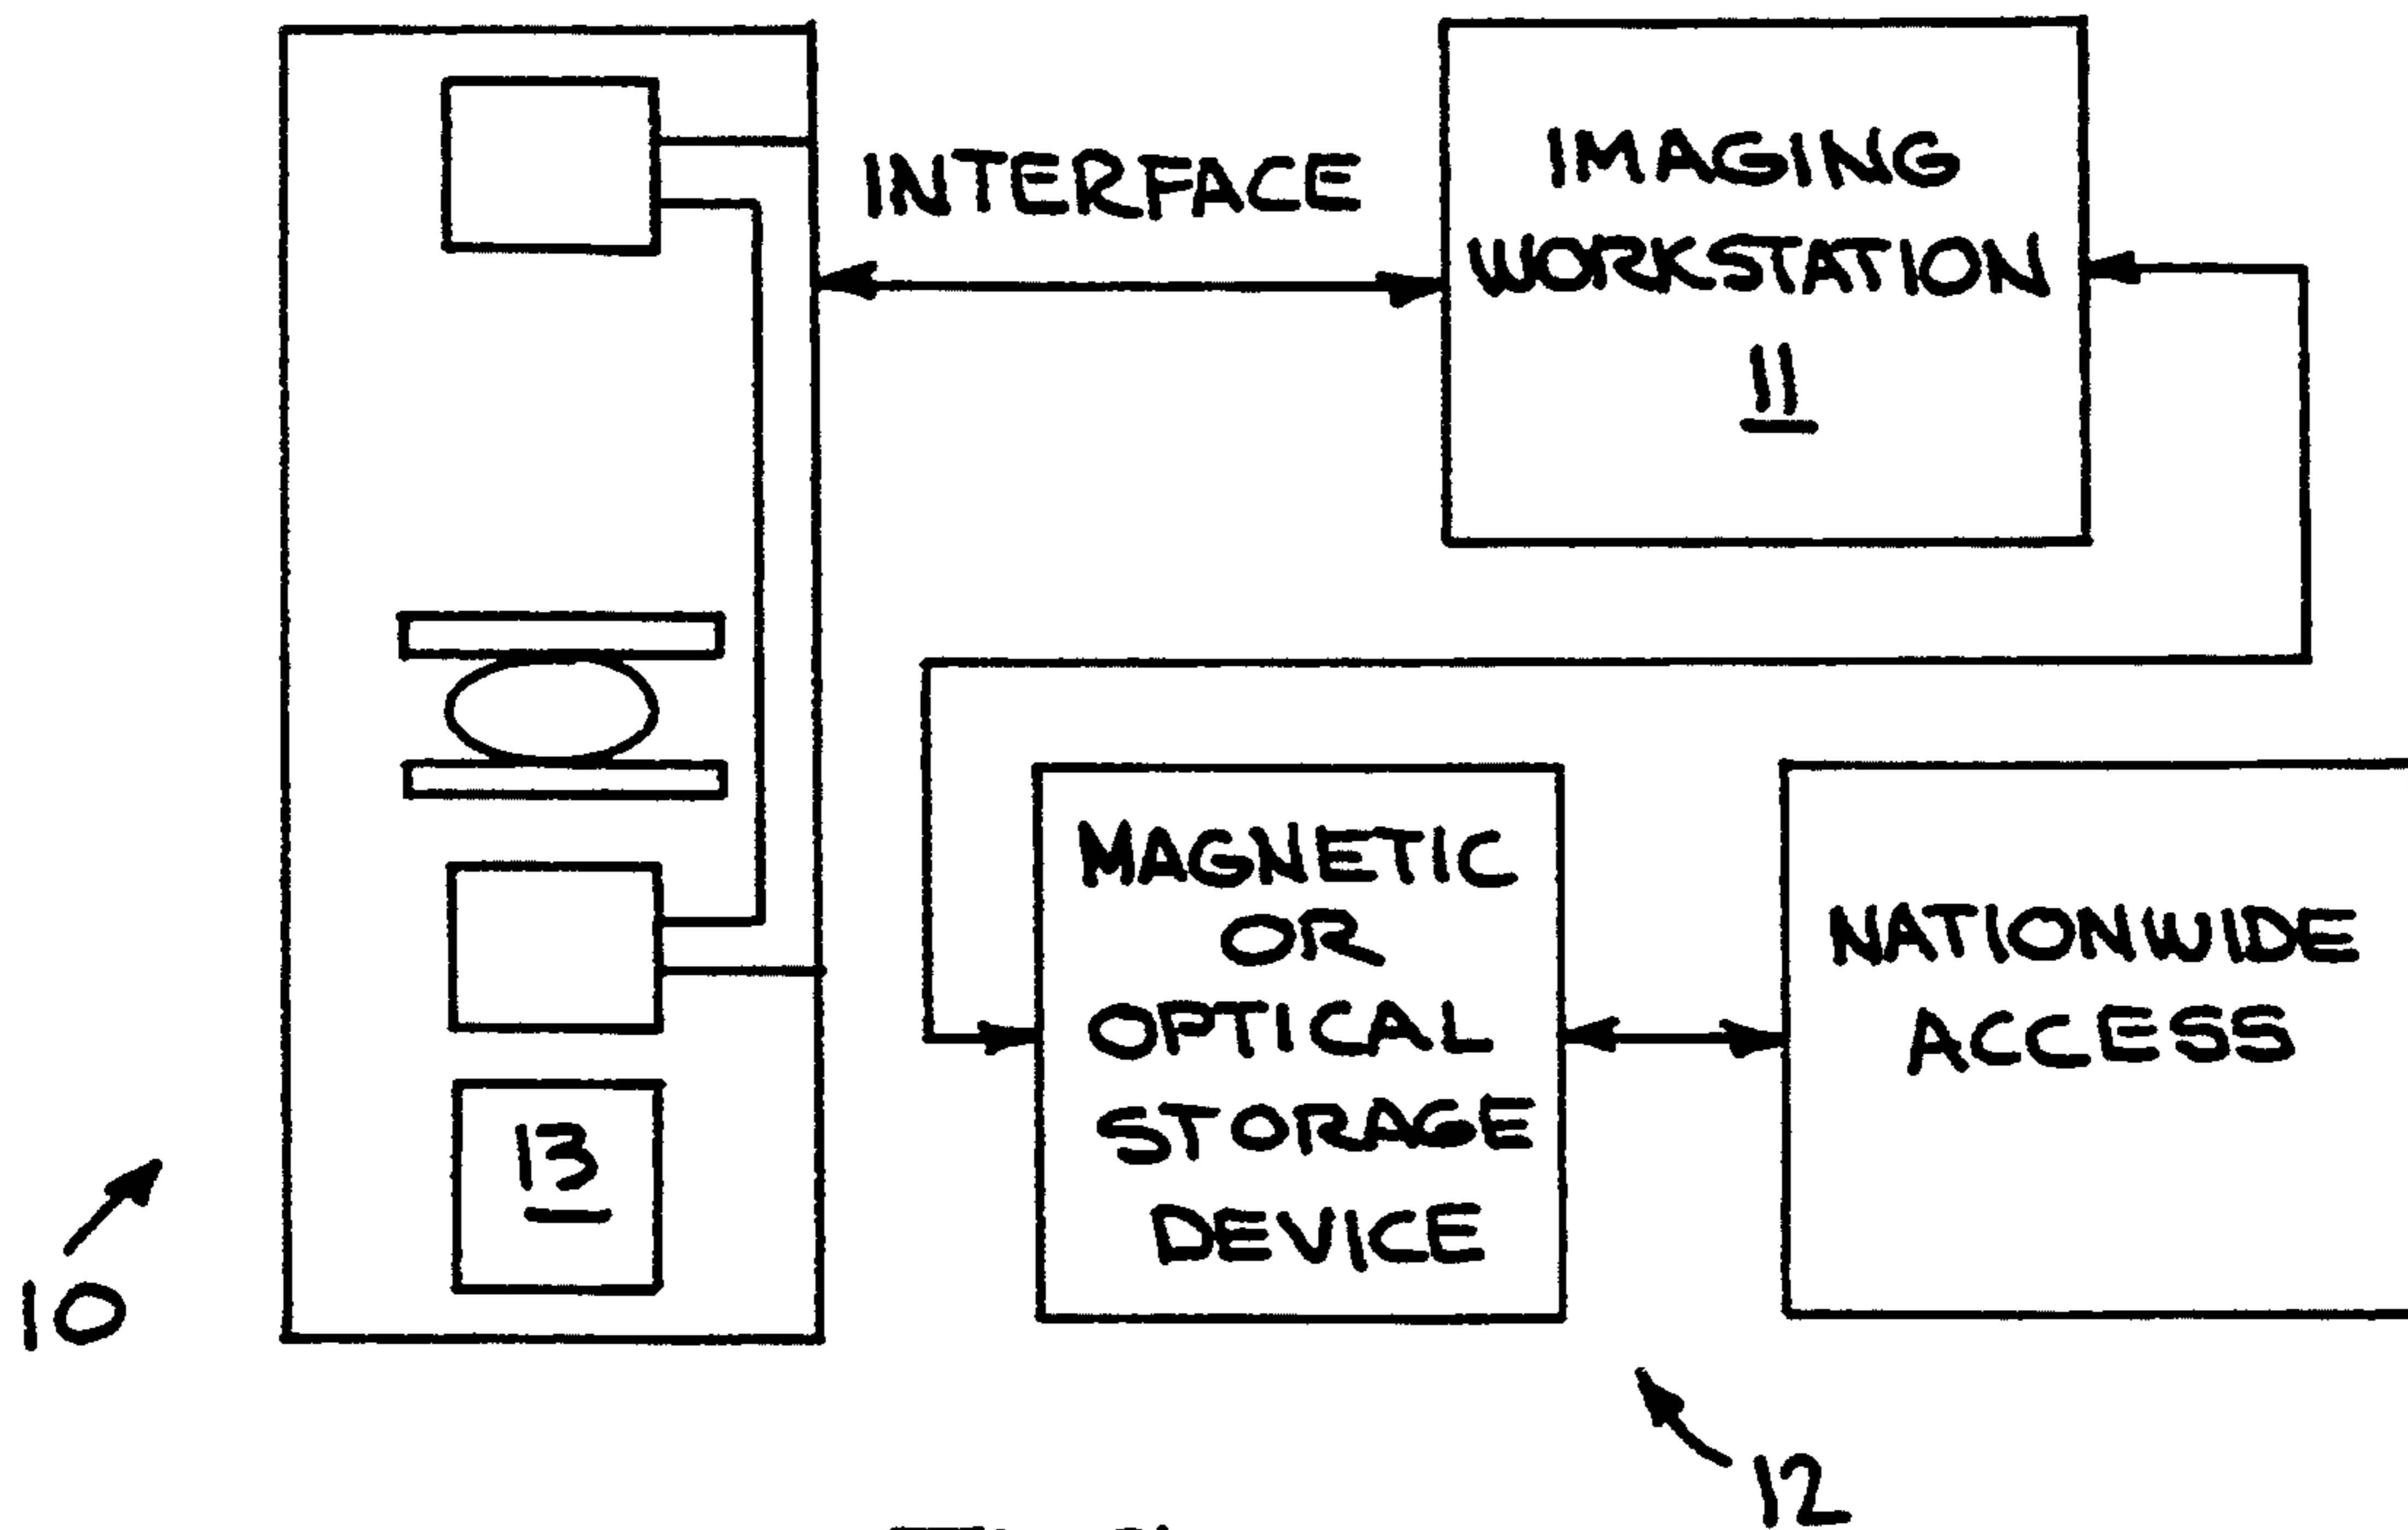 INTERFACE
IMAGING
WORKSTATION
11
MAGNETIC
OR
OPTICAL
STORAGE
DEVICE
NATIONWIDE
ACCESS
13
10
12